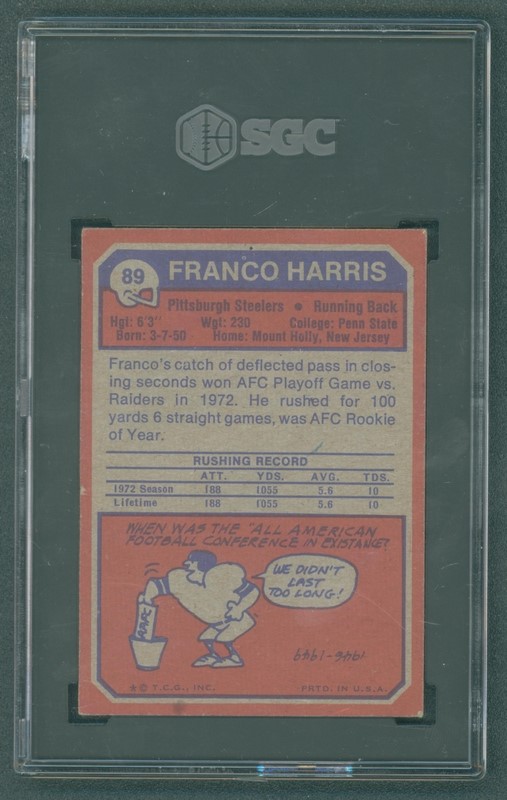 SGC
89
FRANCO HARRIS
Pittsburgh Steelers • Running Back
Hgt: 6'3" Wgt: 230 College: Penn State
Born: 3-7-50 Home: Mount Holly, New Jersey
Franco's catch of deflected pass in clos-
ing seconds won AFC Playoff Game vs.
Raiders in 1972. He rushed for 100
yards 6 straight games, was AFC Rookie
of Year.
RUSHING RECORD
ATT. YDS. AVG. TDS.
1972 Season 188 1055 5.6 10
Lifetime 188 1055 5.6 10
WHEN WAS THE "ALL AMERICAN
FOOTBALL CONFERENCE IN EXISTANCE?
WE DIDN'T
LAST
TOO LONG!
AAFC
1946-1949
★ © T.C.G., INC. PRTD. IN U.S.A.